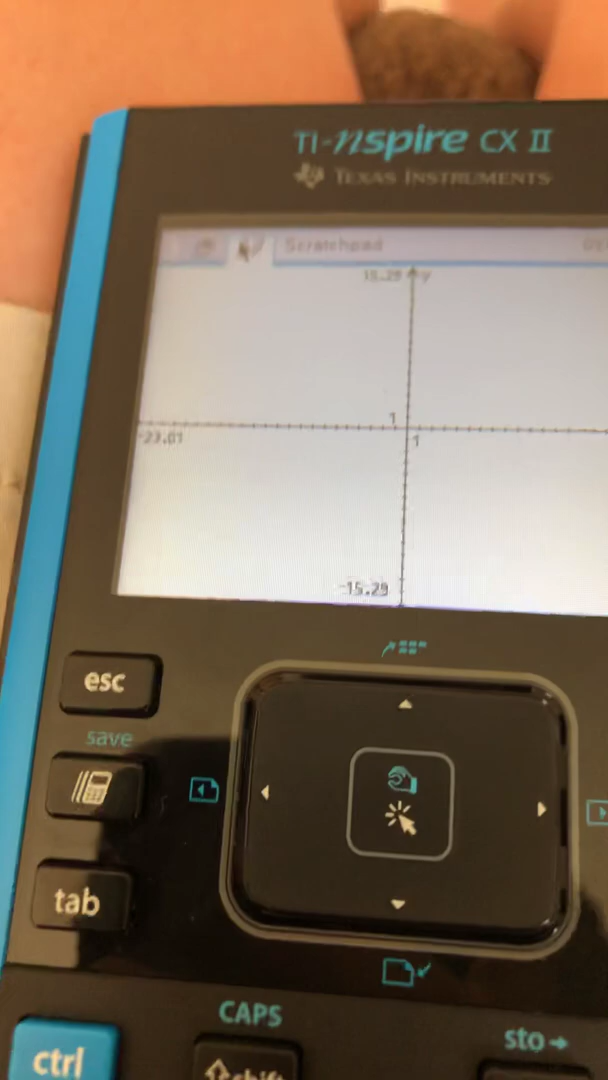 TI-nspire CX II
TEXAS INSTRUMENTS
Scratchpad
15.29 y
1
-23.01
1
-15.29
esc
save
tab
CAPS
sto
ctrl
shift